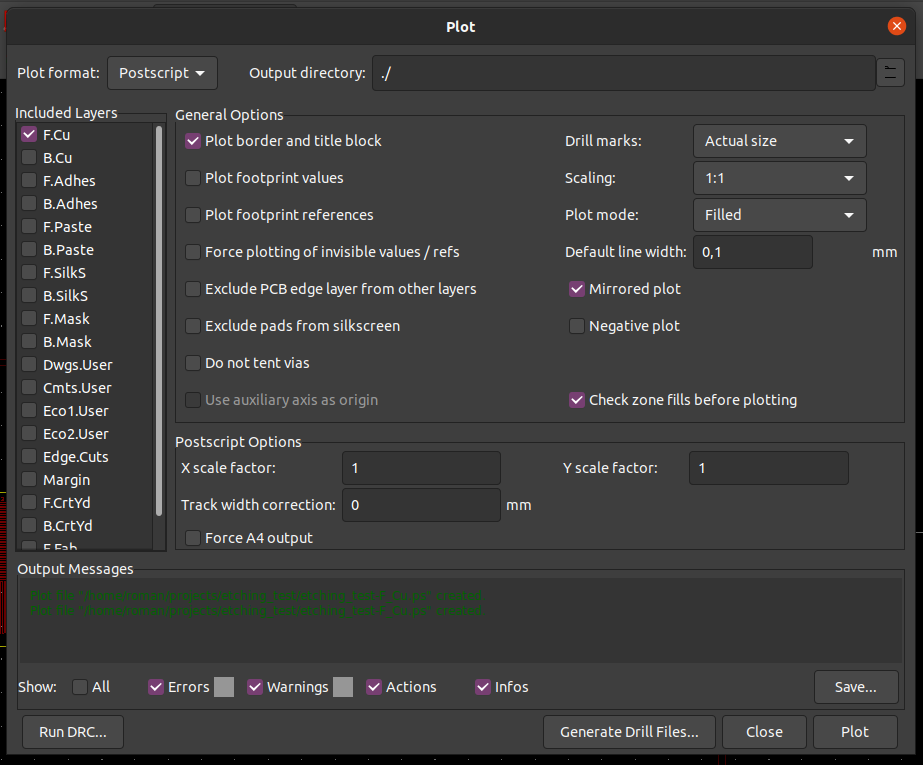 Plot
Plot format: Postscript Output directory: ./
Included Layers
F.Cu
B.Cu
F.Adhes
B.Adhes
F.Paste
B.Paste
F.SilkS
B.SilkS
F.Mask
B.Mask
Dwgs.User
Cmts.User
Eco1.User
Eco2.User
Edge.Cuts
Margin
F.CrtYd
B.CrtYd
F.Fab
General Options
Plot border and title block
Plot footprint values
Plot footprint references
Force plotting of invisible values / refs
Exclude PCB edge layer from other layers
Exclude pads from silkscreen
Do not tent vias
Use auxiliary axis as origin
Drill marks: Actual size
Scaling: 1:1
Plot mode: Filled
Default line width: 0,1 mm
Mirrored plot
Negative plot
Check zone fills before plotting
Postscript Options
X scale factor: 1 Y scale factor: 1
Track width correction: 0 mm
Force A4 output
Output Messages
Plot file "/home/roman/projects/etching_test/etching_test-F_Cu.ps" created
Plot file "/home/roman/projects/etching_test/etching_test-F_Cu.ps" created
Show: All Errors Warnings Actions Infos Save...
Run DRC... Generate Drill Files... Close Plot